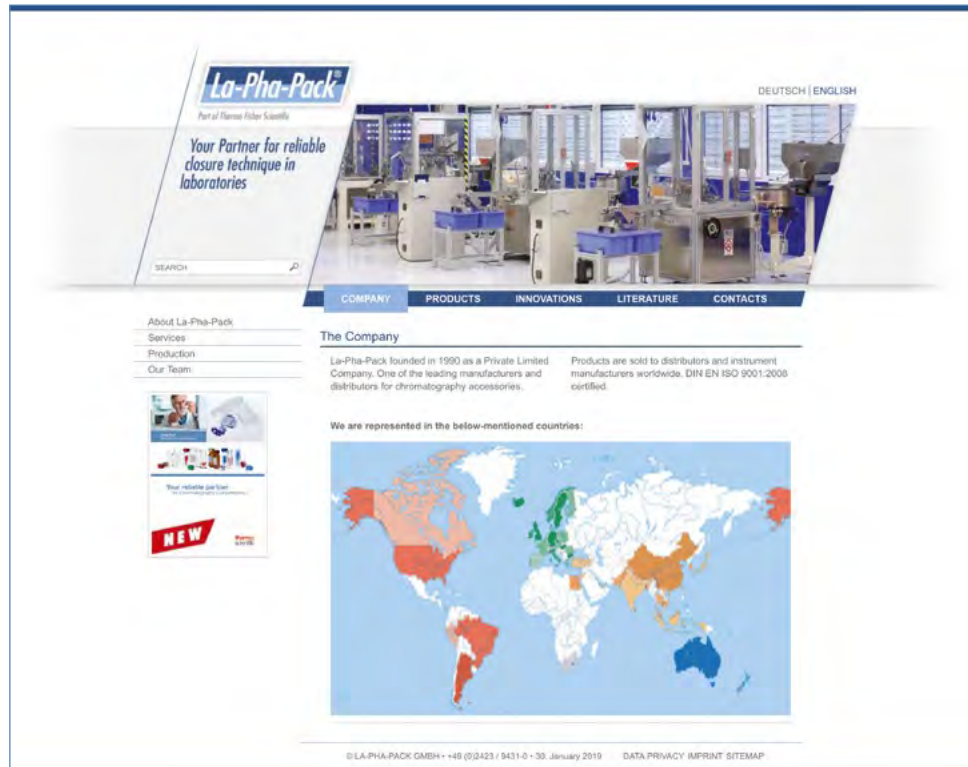 La-Pha-Pack®
Part of Thermo Fisher Scientific
Your Partner for reliable
closure technique in
laboratories
DEUTSCH | ENGLISH
SEARCH
COMPANY PRODUCTS INNOVATIONS LITERATURE CONTACTS
About La-Pha-Pack
Services
Production
Our Team
Your reliable partner
NEW
The Company
La-Pha-Pack founded in 1990 as a Private Limited
Company. One of the leading manufacturers and
distributors for chromatography accessories.
Products are sold to distributors and instrument
manufacturers worldwide. DIN EN ISO 9001:2008
certified.
We are represented in the below-mentioned countries:
© LA-PHA-PACK GMBH • +49 (0)2423 / 9431-0 • 30. January 2019 DATA PRIVACY IMPRINT SITEMAP